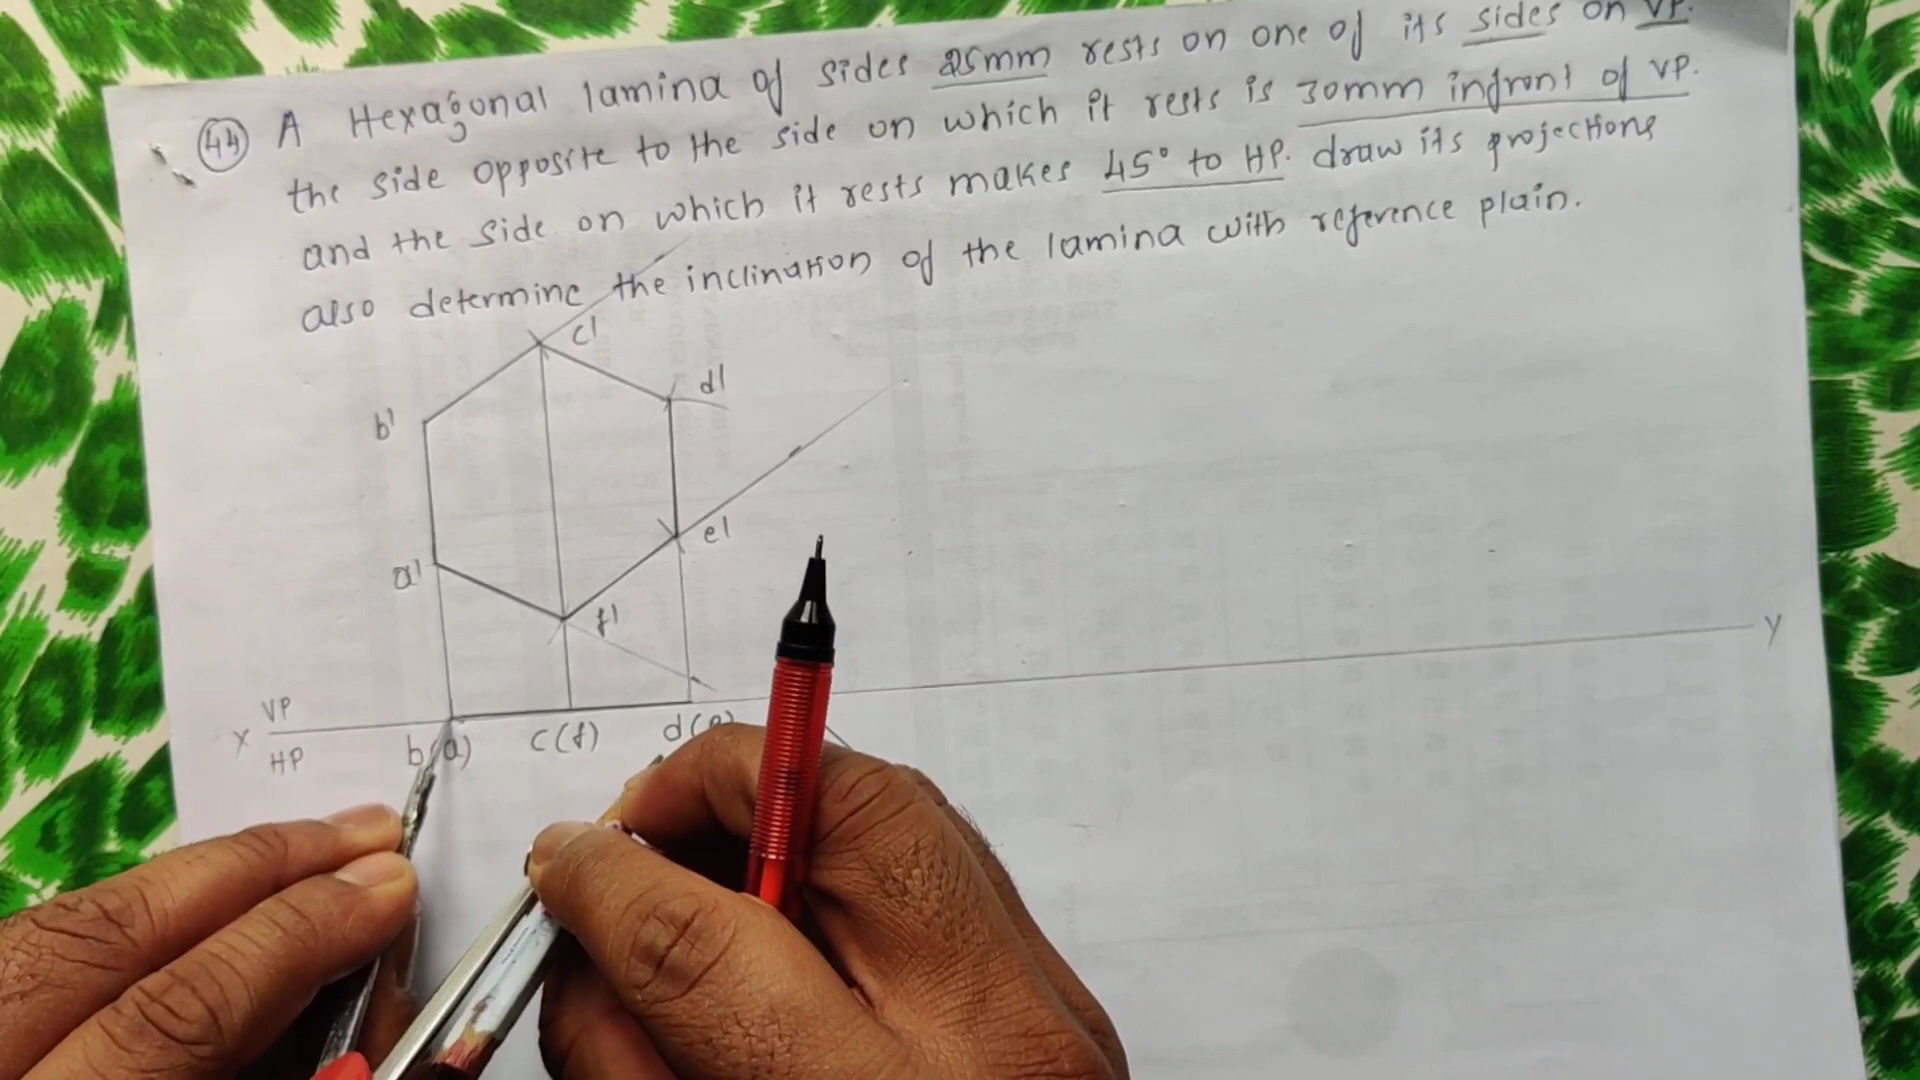 44 A Hexagonal lamina of sides 25mm rests on one of its sides on VP.
the side opposite to the side on which it rests is 30mm infront of VP.
and the side on which it rests makes 45° to HP. draw its projections
also determine the inclination of the lamina with reference plain.
c'
d'
b'
e'
a'
f'
VP
X Y
HP
b(a) c(f) d(e)